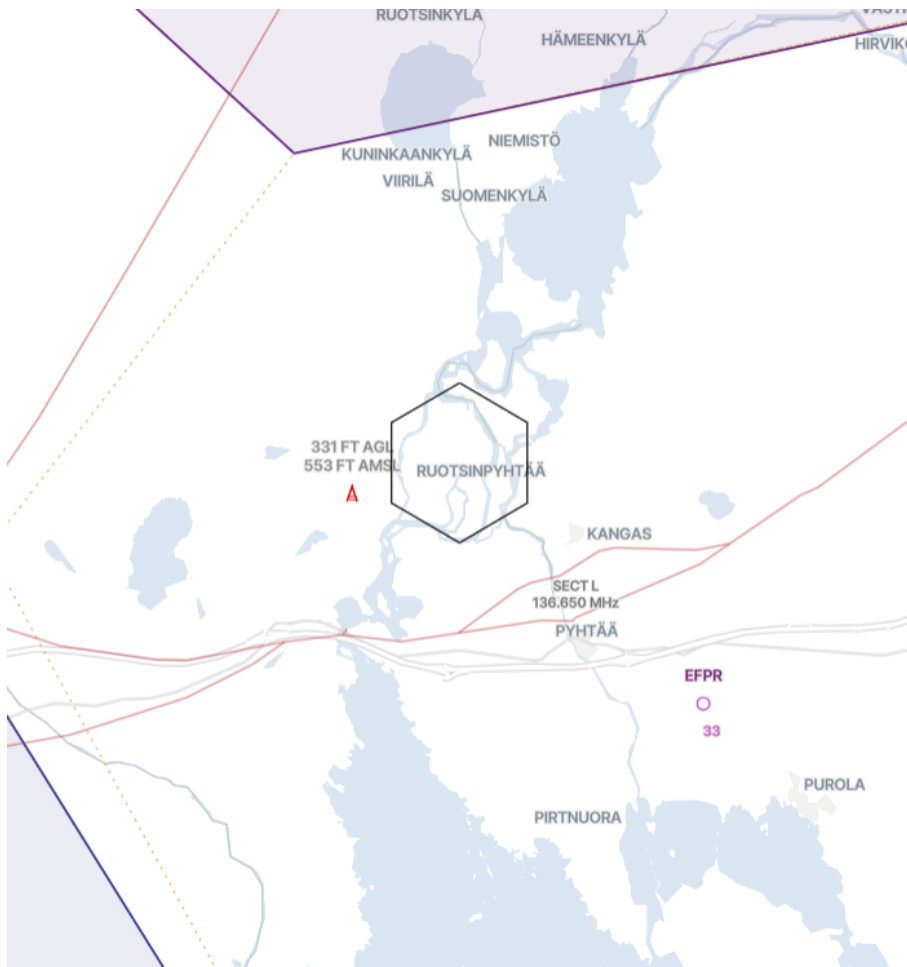 RUOTSINKYLÄ
HÄMEENKYLÄ
NIEMISTÖ
KUNINKAANKYLÄ
VIIRILÄ
SUOMENKYLÄ
331 FT AGL
553 FT AMSL
RUOTSINPYHTÄÄ
KANGAS
SECT L
136.650 MHz
PYHTÄÄ
EFPR
33
PUROLA
PIRTNUORA